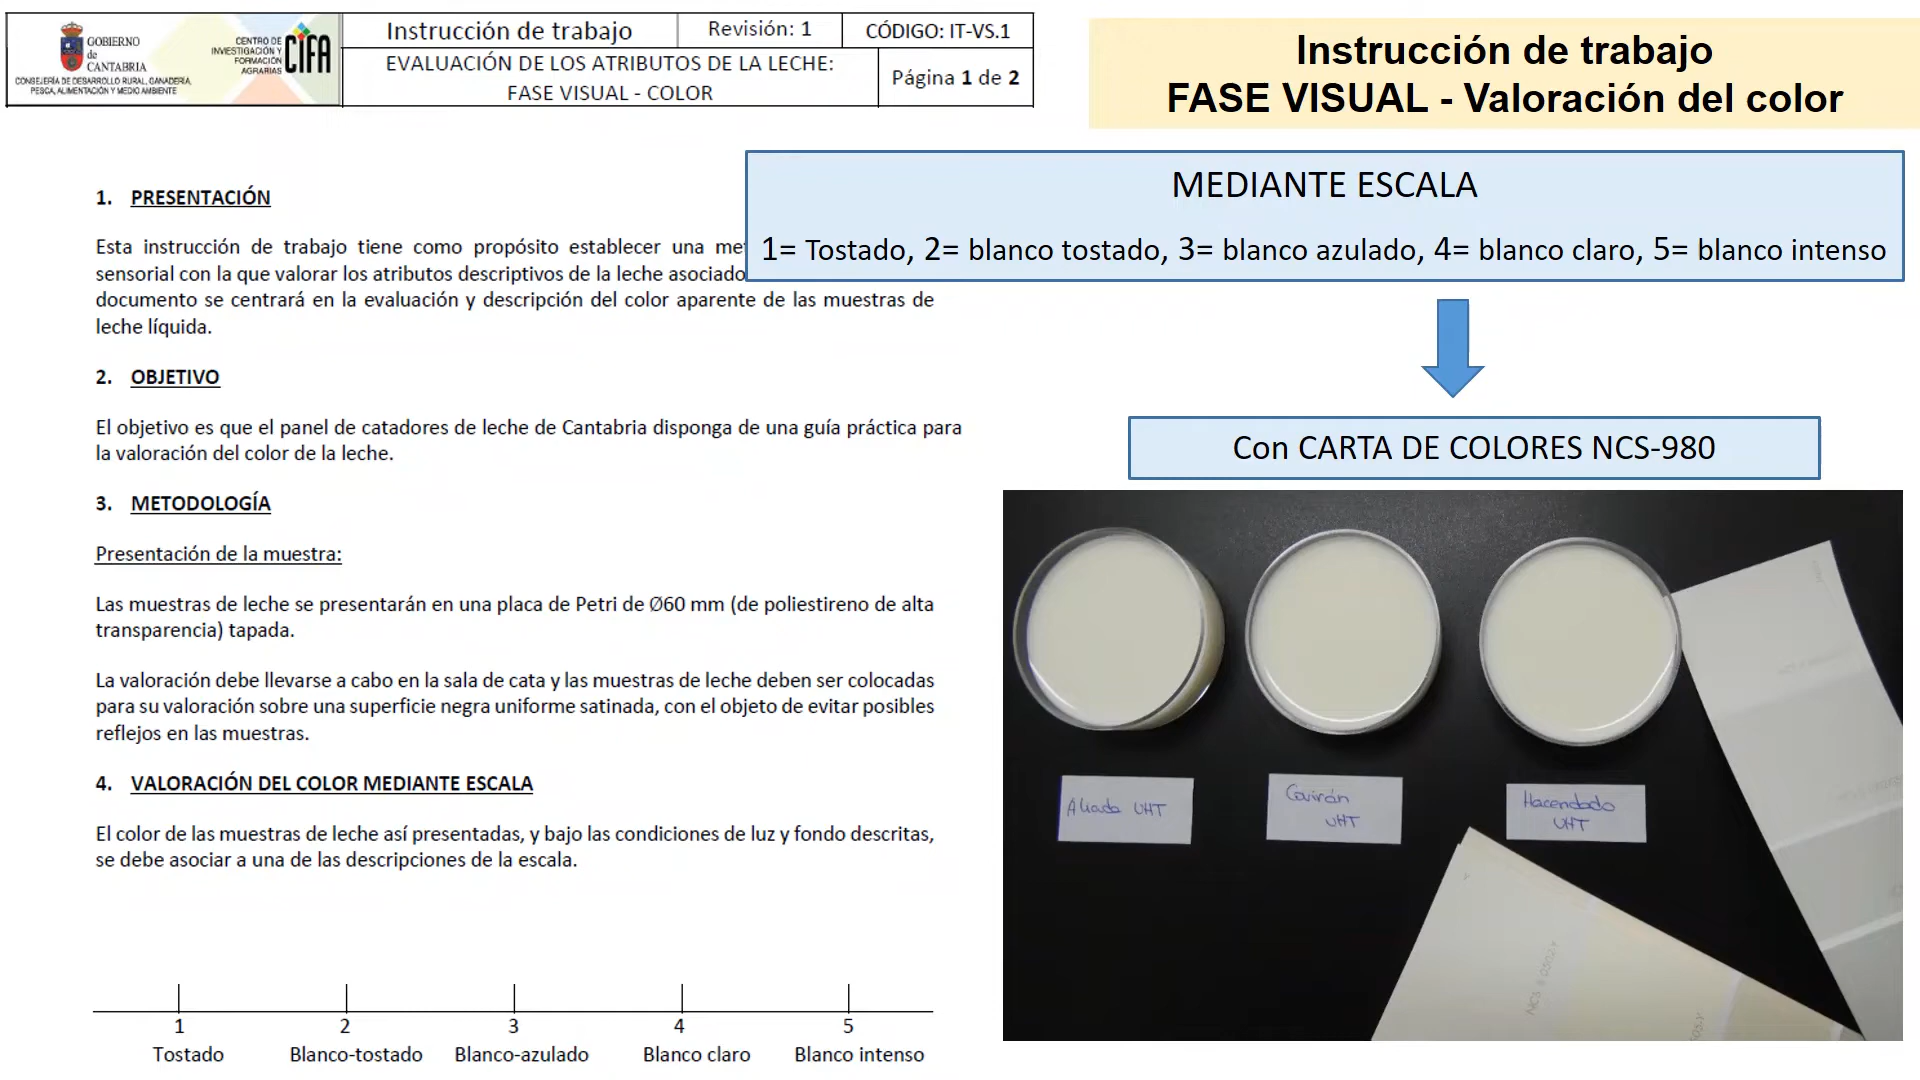 GOBIERNO
de
CANTABRIA
CONSEJERÍA DE DESARROLLO RURAL, GANADERÍA,
PESCA, ALIMENTACIÓN Y MEDIO AMBIENTE
CENTRO DE
INVESTIGACIÓN Y
FORMACIÓN
AGRARIAS
CIFA
Instrucción de trabajo
Revisión: 1
CÓDIGO: IT-VS.1
EVALUACIÓN DE LOS ATRIBUTOS DE LA LECHE:
FASE VISUAL - COLOR
Página 1 de 2
Instrucción de trabajo
FASE VISUAL - Valoración del color
MEDIANTE ESCALA
1= Tostado, 2= blanco tostado, 3= blanco azulado, 4= blanco claro, 5= blanco intenso
Con CARTA DE COLORES NCS-980
1. PRESENTACIÓN
Esta instrucción de trabajo tiene como propósito establecer una
sensorial con la que valorar los atributos descriptivos de la leche asociado
documento se centrará en la evaluación y descripción del color aparente de las muestras de
leche líquida.
2. OBJETIVO
El objetivo es que el panel de catadores de leche de Cantabria disponga de una guía práctica para
la valoración del color de la leche.
3. METODOLOGÍA
Presentación de la muestra:
Las muestras de leche se presentarán en una placa de Petri de Ø60 mm (de poliestireno de alta
transparencia) tapada.
La valoración debe llevarse a cabo en la sala de cata y las muestras de leche deben ser colocadas
para su valoración sobre una superficie negra uniforme satinada, con el objeto de evitar posibles
reflejos en las muestras.
4. VALORACIÓN DEL COLOR MEDIANTE ESCALA
El color de las muestras de leche así presentadas, y bajo las condiciones de luz y fondo descritas,
se debe asociar a una de las descripciones de la escala.
1 2 3 4 5
Tostado Blanco-tostado Blanco-azulado Blanco claro Blanco intenso
Aliada UHT
Covirán
UHT
Hacendado
UHT